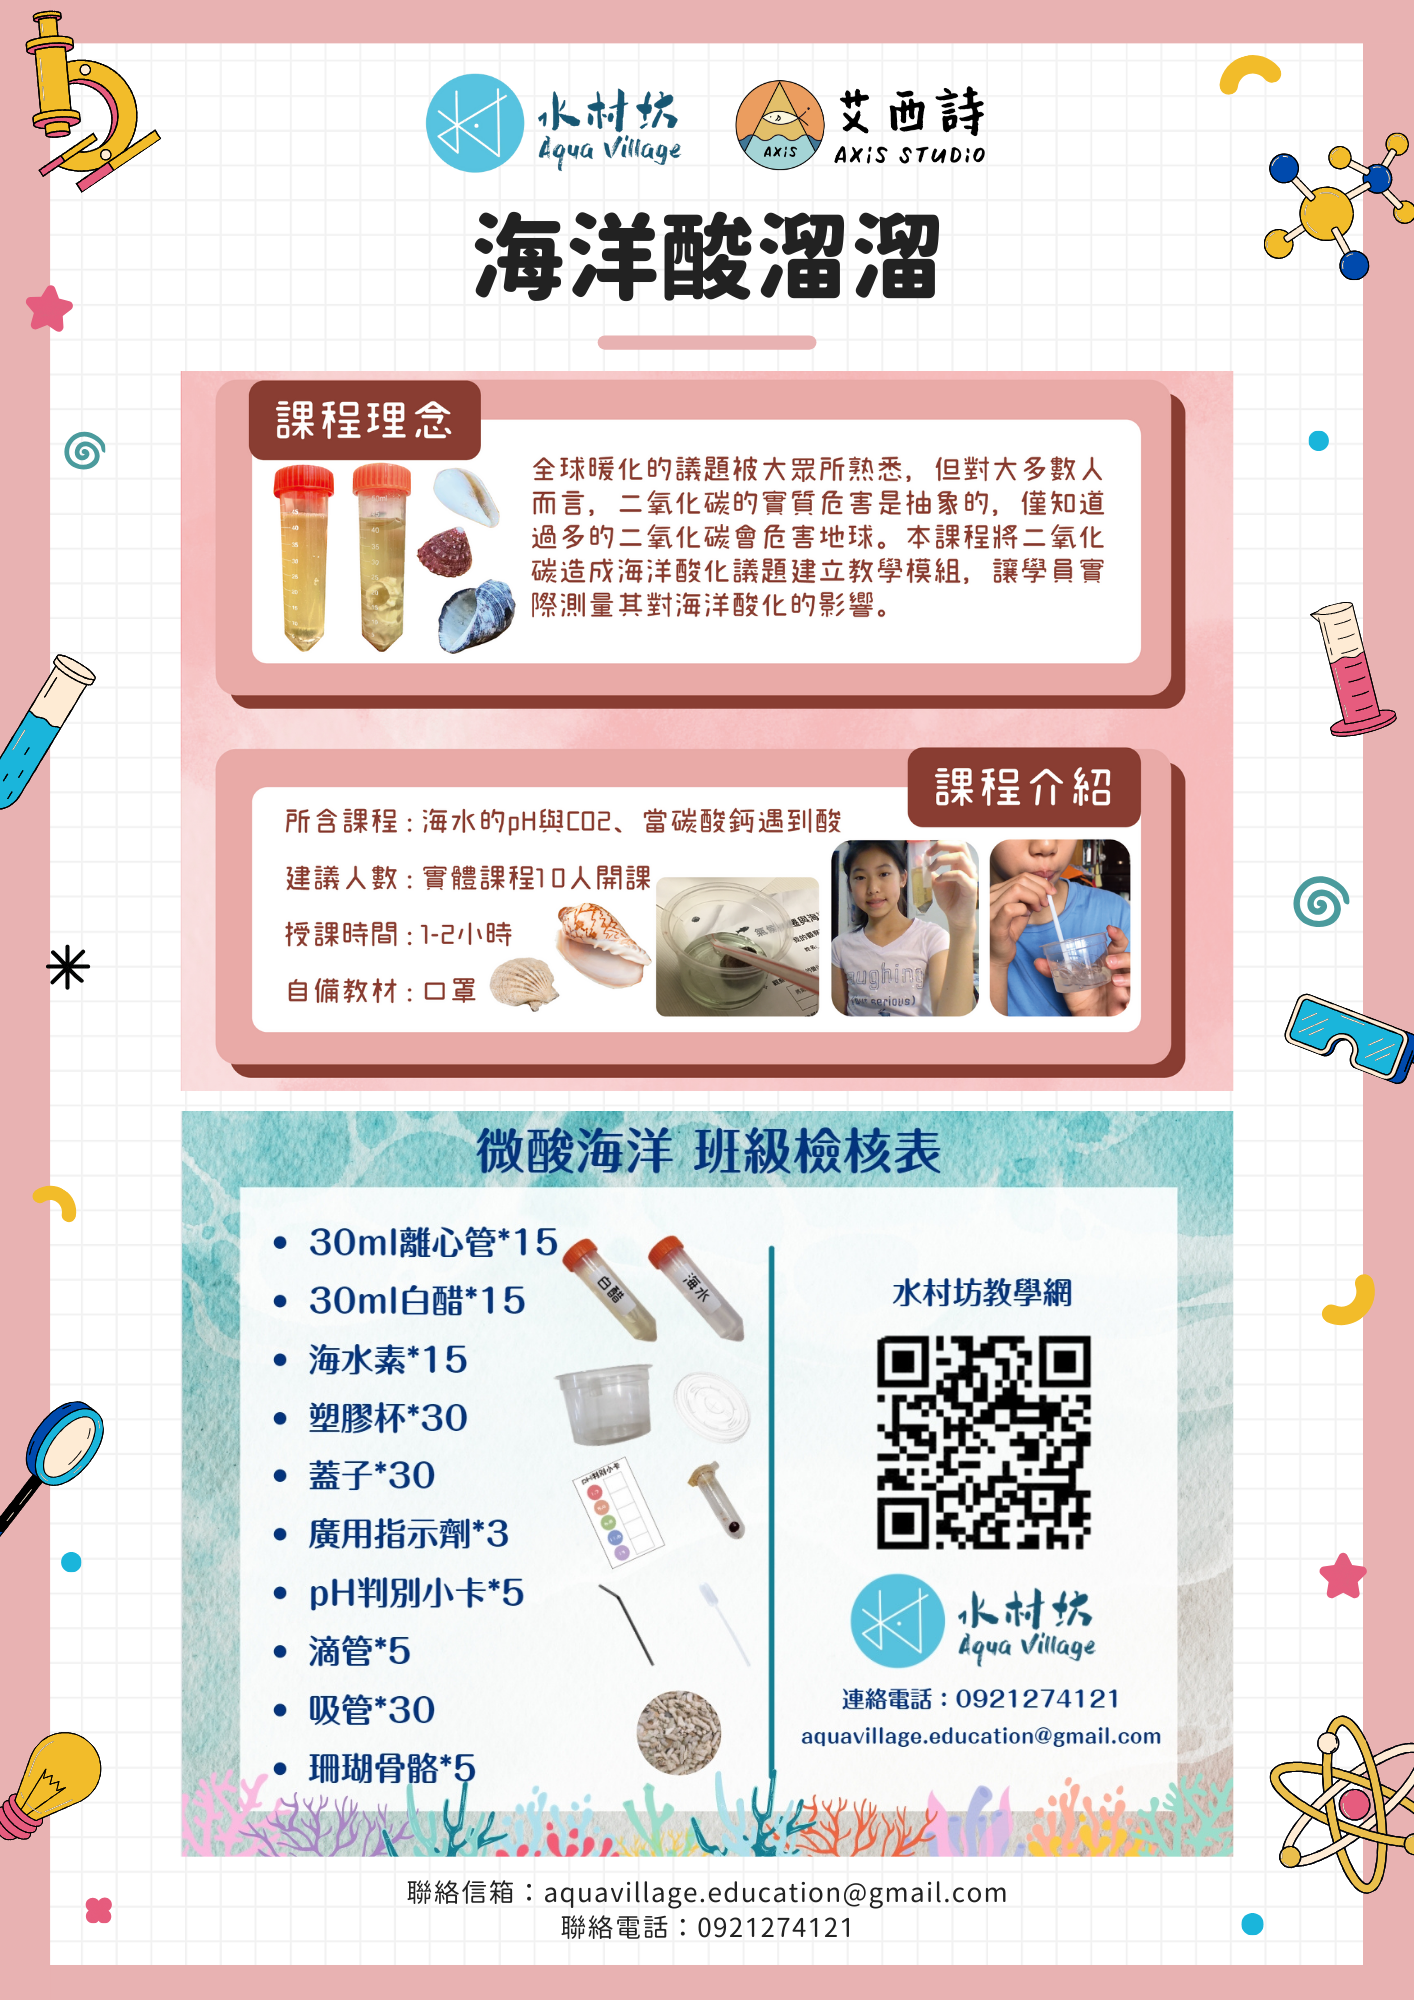 水村坊
Aqua Village
艾西詩
AXiS STUDiO
AXiS
海洋酸溜溜
課程理念
全球暖化的議題被大眾所熟悉，但對大多數人
而言，二氧化碳的實質危害是抽象的，僅知道
過多的二氧化碳會危害地球。本課程將二氧化
碳造成海洋酸化議題建立教學模組，讓學員實
際測量其對海洋酸化的影響。
課程介紹
所含課程：海水的pH與CO2、當碳酸鈣遇到酸
建議人數：實體課程10人開課
授課時間：1-2小時
自備教材：口罩
微酸海洋 班級檢核表
30ml離心管*15
30ml白醋*15
海水素*15
塑膠杯*30
蓋子*30
廣用指示劑*3
pH判別小卡*5
滴管*5
吸管*30
珊瑚骨骼*5
白醋
海水
pH判別小卡
水村坊教學網
水村坊
Aqua Village
連絡電話：0921274121
aquavillage.education@gmail.com
聯絡信箱：aquavillage.education@gmail.com
聯絡電話：0921274121